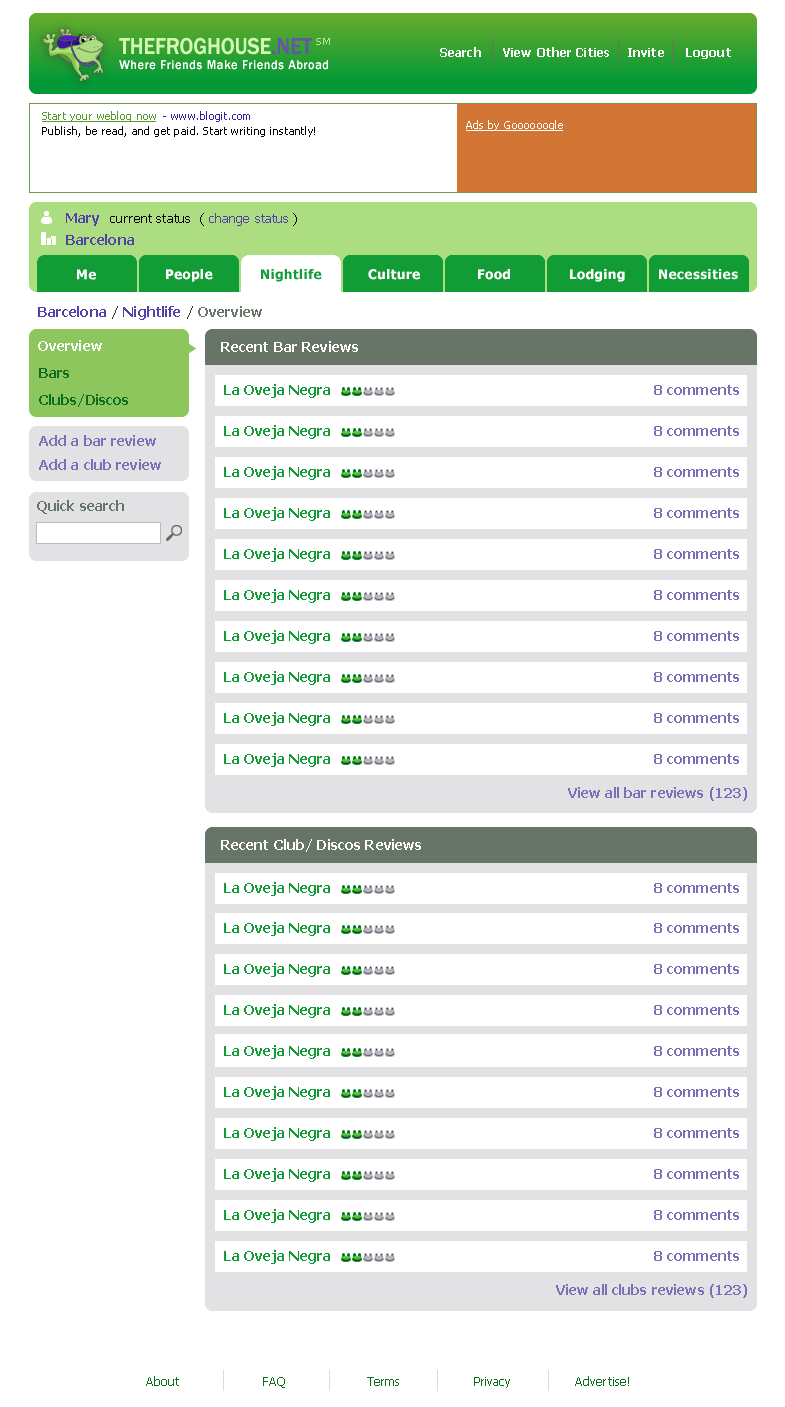 THEFROGHOUSE.NET SM
Where Friends Make Friends Abroad
Search View Other Cities Invite Logout
Start your weblog now - www.blogit.com
Publish, be read, and get paid. Start writing instantly!
Ads by Goooooogle
Mary current status ( change status )
Barcelona
Me People Nightlife Culture Food Lodging Necessities
Barcelona / Nightlife / Overview
Overview
Bars
Clubs/Discos
Add a bar review
Add a club review
Quick search
Recent Bar Reviews
La Oveja Negra 8 comments
La Oveja Negra 8 comments
La Oveja Negra 8 comments
La Oveja Negra 8 comments
La Oveja Negra 8 comments
La Oveja Negra 8 comments
La Oveja Negra 8 comments
La Oveja Negra 8 comments
La Oveja Negra 8 comments
La Oveja Negra 8 comments
View all bar reviews (123)
Recent Club/ Discos Reviews
La Oveja Negra 8 comments
La Oveja Negra 8 comments
La Oveja Negra 8 comments
La Oveja Negra 8 comments
La Oveja Negra 8 comments
La Oveja Negra 8 comments
La Oveja Negra 8 comments
La Oveja Negra 8 comments
La Oveja Negra 8 comments
La Oveja Negra 8 comments
View all clubs reviews (123)
About FAQ Terms Privacy Advertise!